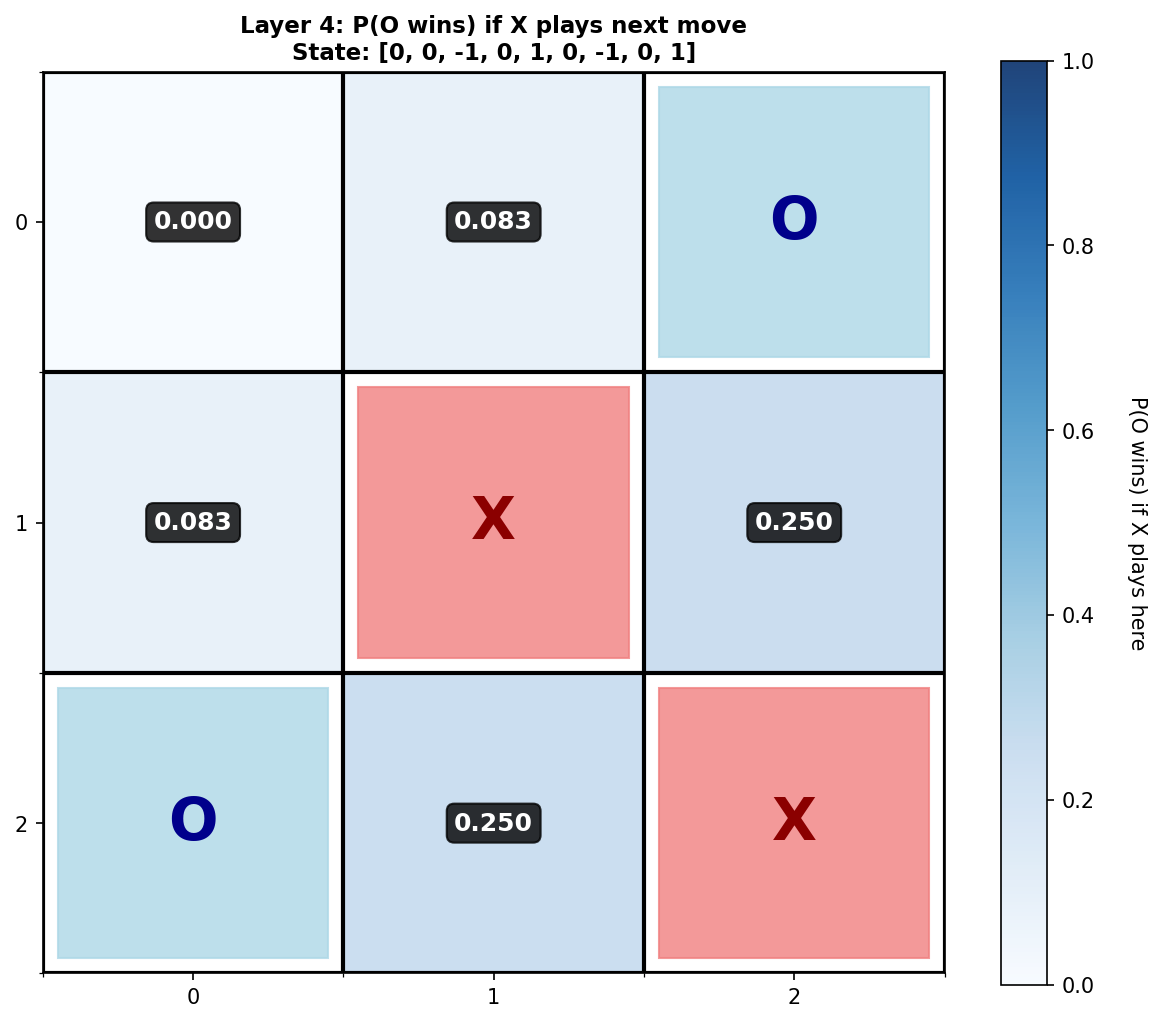 Layer 4: P(O wins) if X plays next move
State: [0, 0, -1, 0, 1, 0, -1, 0, 1]
0
0.000
0.083
O
1
0.083
X
0.250
2
O
0.250
X
0
1
2
1.0
0.8
0.6
0.4
0.2
0.0
P(O wins) if X plays here